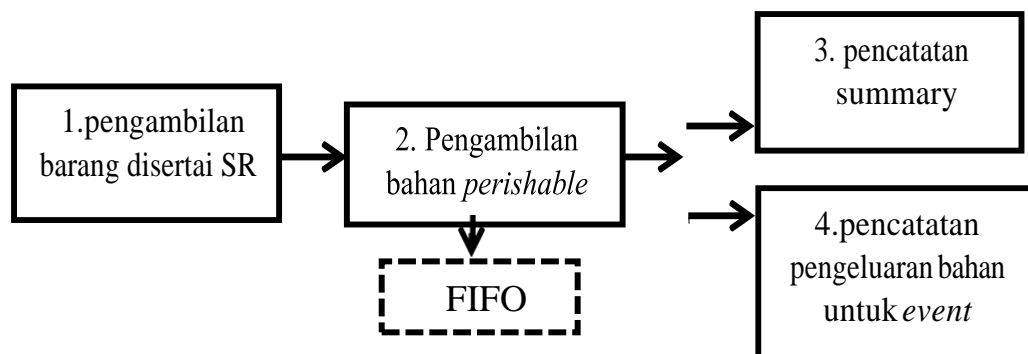 1.pengambilan
barang disertai SR
2. Pengambilan
bahan perishable
FIFO
3. pencatatan
summary
4.pencatatan
pengeluaran bahan
untuk event